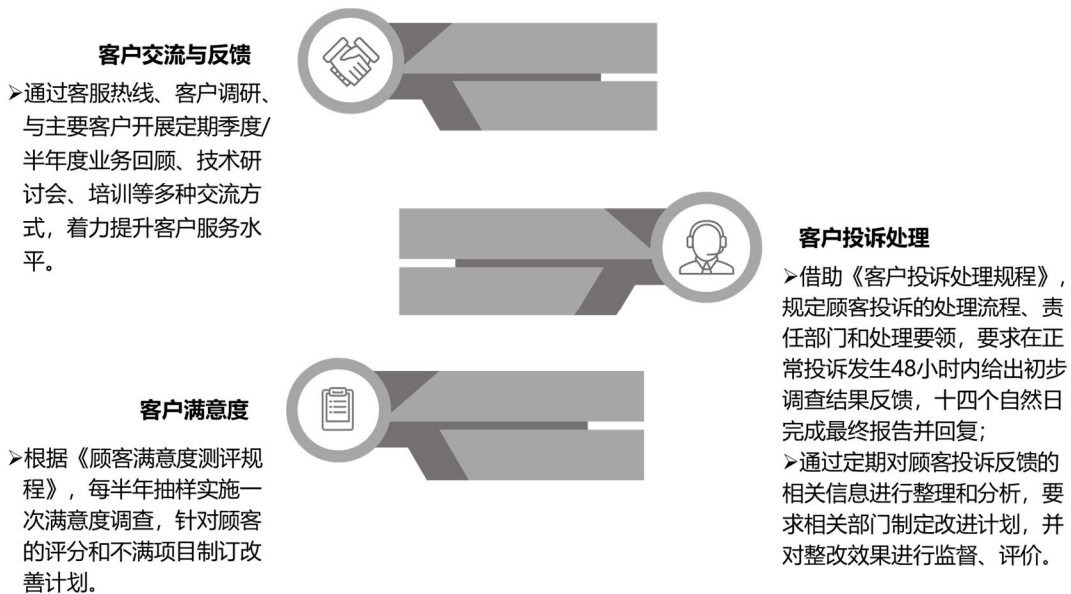 客户交流与反馈
➢通过客服热线、客户调研、
与主要客户开展定期季度/
半年度业务回顾、技术研
讨会、培训等多种交流方
式，着力提升客户服务水
平。
客户投诉处理
➢借助《客户投诉处理规程》，
规定顾客投诉的处理流程、责
任部门和处理要领，要求在正
常投诉发生48小时内给出初步
调查结果反馈，十四个自然日
完成最终报告并回复；
➢通过定期对顾客投诉反馈的
相关信息进行整理和分析，要
求相关部门制定改进计划，并
对整改效果进行监督、评价。
客户满意度
➢根据《顾客满意度测评规
程》，每半年抽样实施一
次满意度调查，针对顾客
的评分和不满项目制订改
善计划。